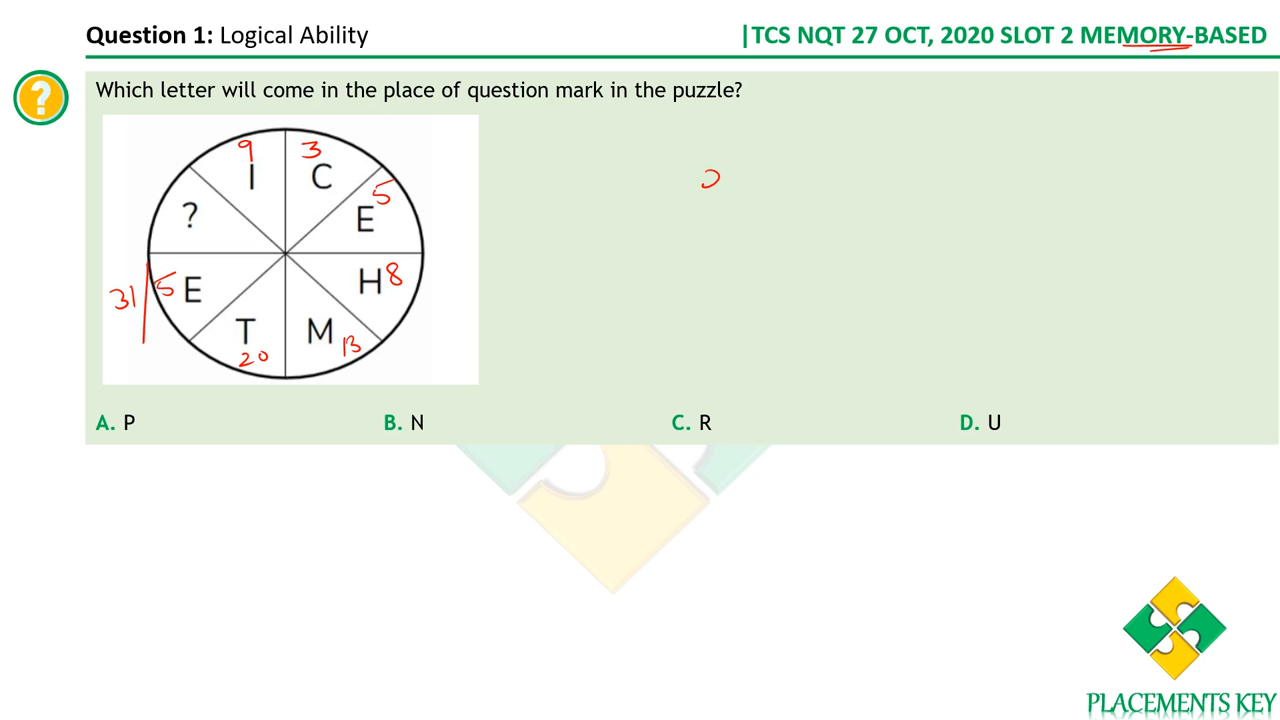 Question 1: Logical Ability
|TCS NQT 27 OCT, 2020 SLOT 2 MEMORY-BASED
?
Which letter will come in the place of question mark in the puzzle?
9 3
I C
5
? E
31 5 E H 8
T M
20 13
A. P B. N C. R D. U
PLACEMENTS KEY